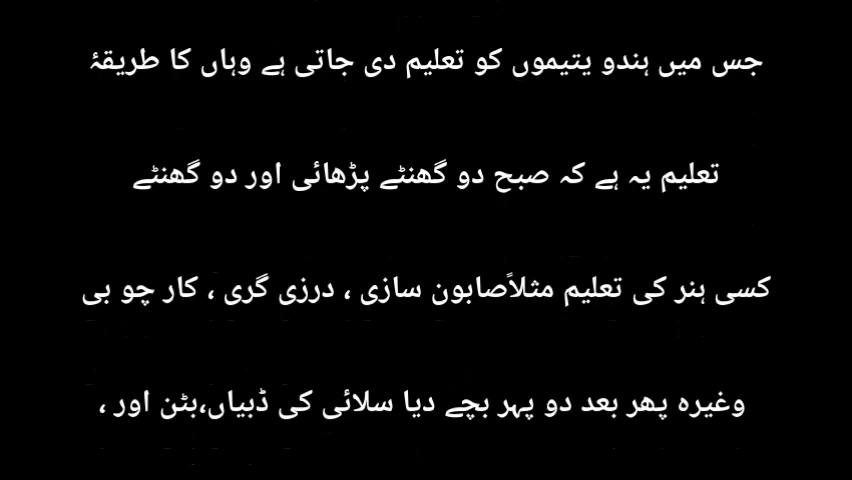 جس میں ہندو یتیموں کو تعلیم دی جاتی ہے وہاں کا طریقۂ
تعلیم یہ ہے کہ صبح دو گھنٹے پڑھائی اور دو گھنٹے
کسی ہنر کی تعلیم مثلاًصابون سازی ، درزی گری ، کار چو بی
وغیرہ پھر بعد دو پہر بچے دیا سلائی کی ڈبیاں،بٹن اور ،